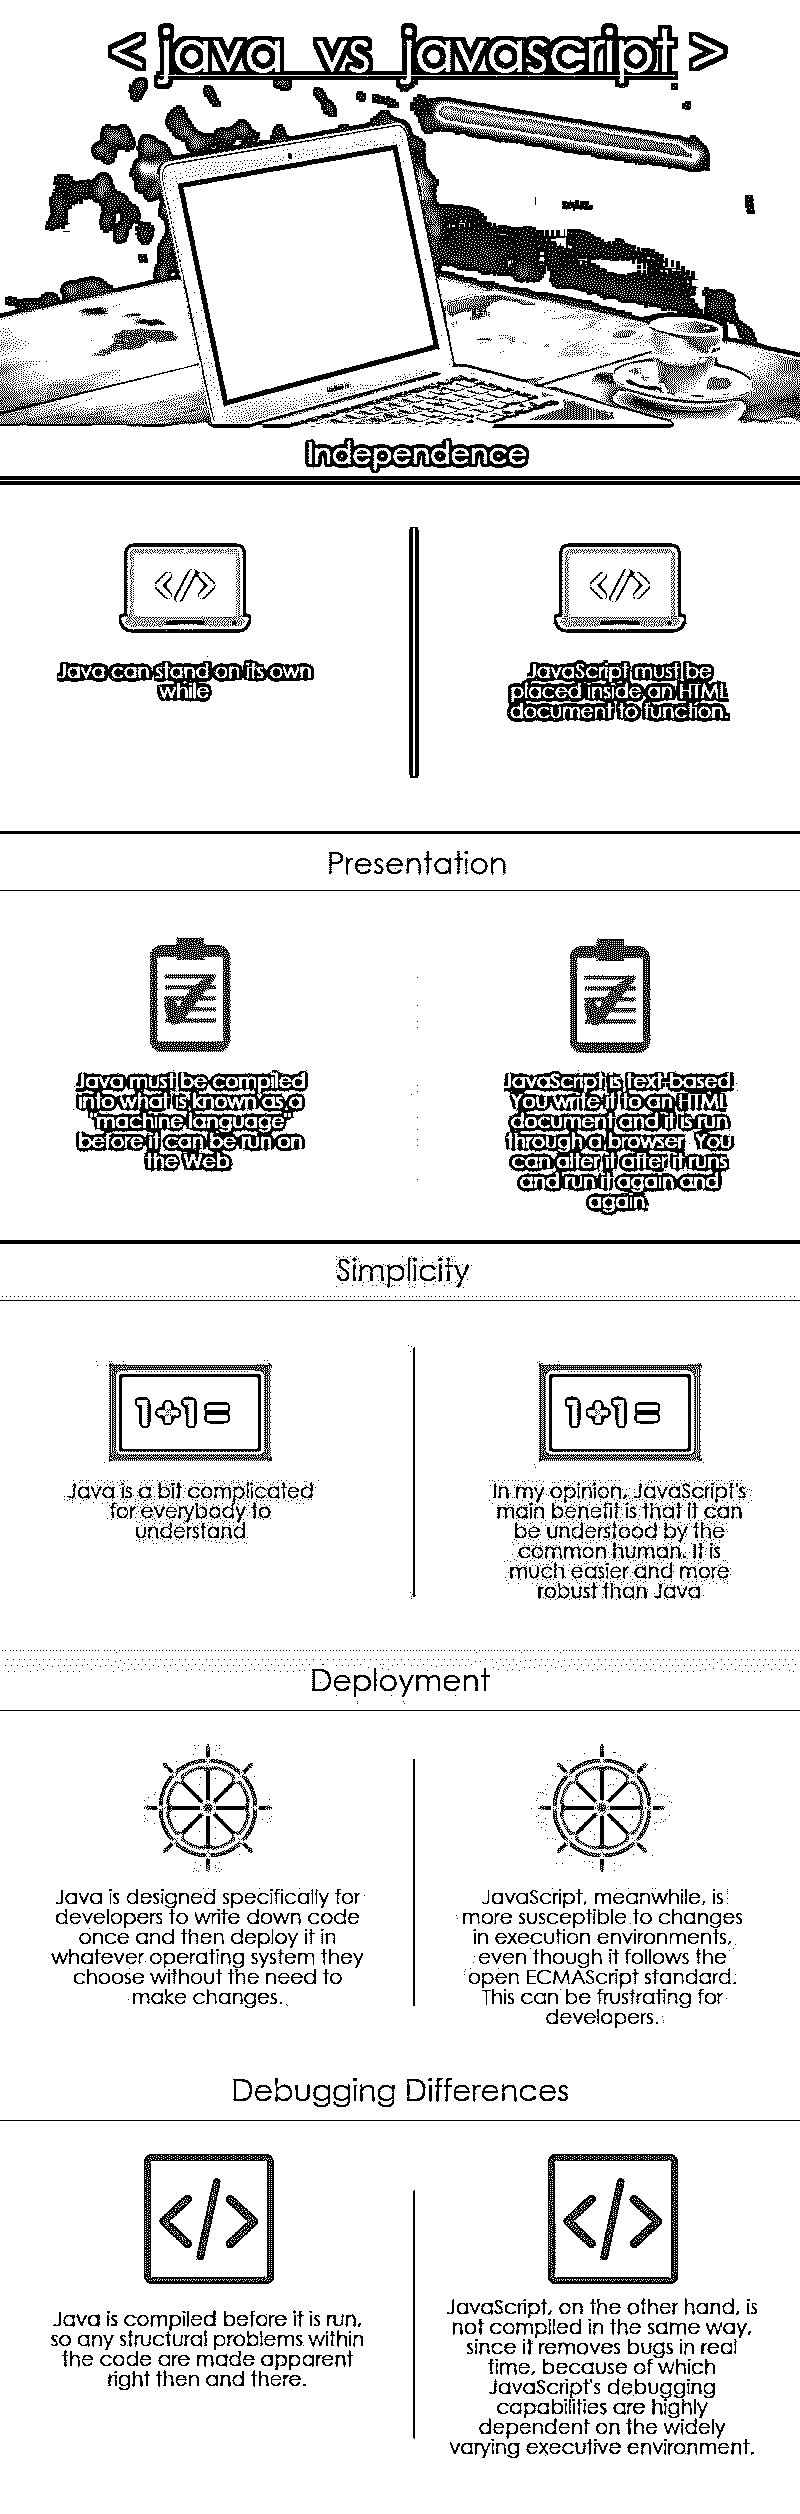 < java vs javascript >
Independence
</>
</>
Java can stand on its own
while
JavaScript must be
placed inside an HTML
document to function.
Presentation
Java must be compiled
into what is known as a
"machine language"
before it can be run on
the Web
JavaScript is text-based
You write it to an HTML
document and it is run
through a browser. You
can alter it after it runs
and run it again and
again.
Simplicity
1+1=
1+1=
Java is a bit complicated
for everybody to
understand
In my opinion, JavaScript's
main benefit is that it can
be understood by the
common human. It is
much easier and more
robust than Java
Deployment
Java is designed specifically for
developers to write down code
once and then deploy it in
whatever operating system they
choose without the need to
make changes.
JavaScript, meanwhile, is
more susceptible to changes
in execution environments,
even though it follows the
open ECMAScript standard.
This can be frustrating for
developers.
Debugging Differences
</>
</>
Java is compiled before it is run,
so any structural problems within
the code are made apparent
right then and there.
JavaScript, on the other hand, is
not compiled in the same way,
since it removes bugs in real
time, because of which
JavaScript's debugging
capabilities are highly
dependent on the widely
varying executive environment.